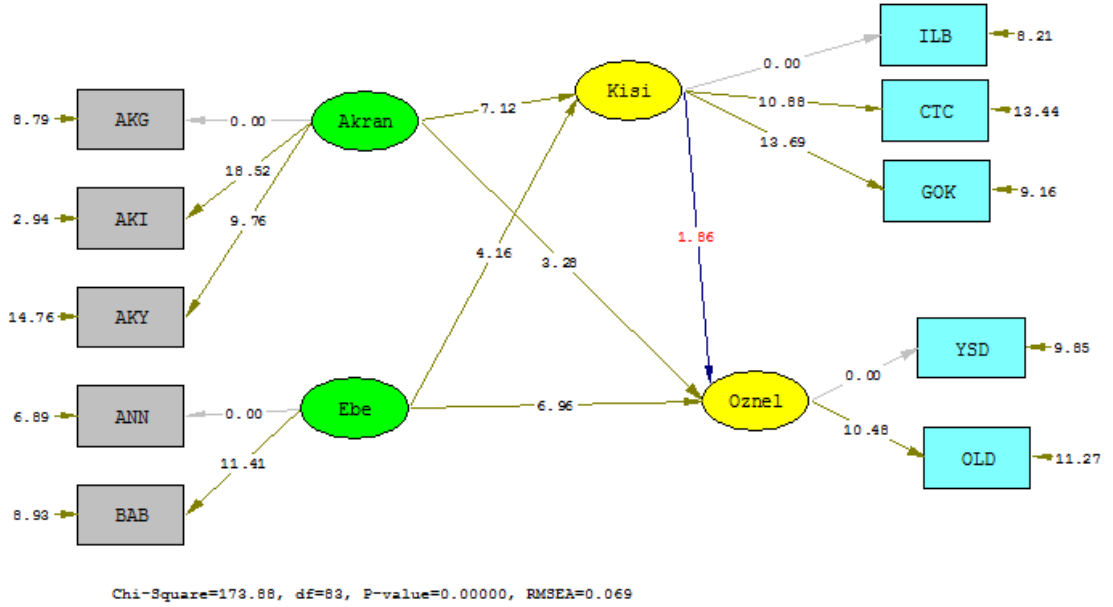 ILB
8.21
0.00
Kisi
7.12
10.88
CTC
13.44
13.69
GOK
9.16
8.79
AKG
0.00
Akran
18.52
2.94
AKI
9.76
4.16
3.28
1.86
14.76
AKY
YSD
9.85
0.00
6.89
ANN
0.00
Ebe
6.96
Oznel
10.48
OLD
11.27
11.41
8.93
BAB
Chi-Square=173.88, df=83, P-value=0.00000, RMSEA=0.069